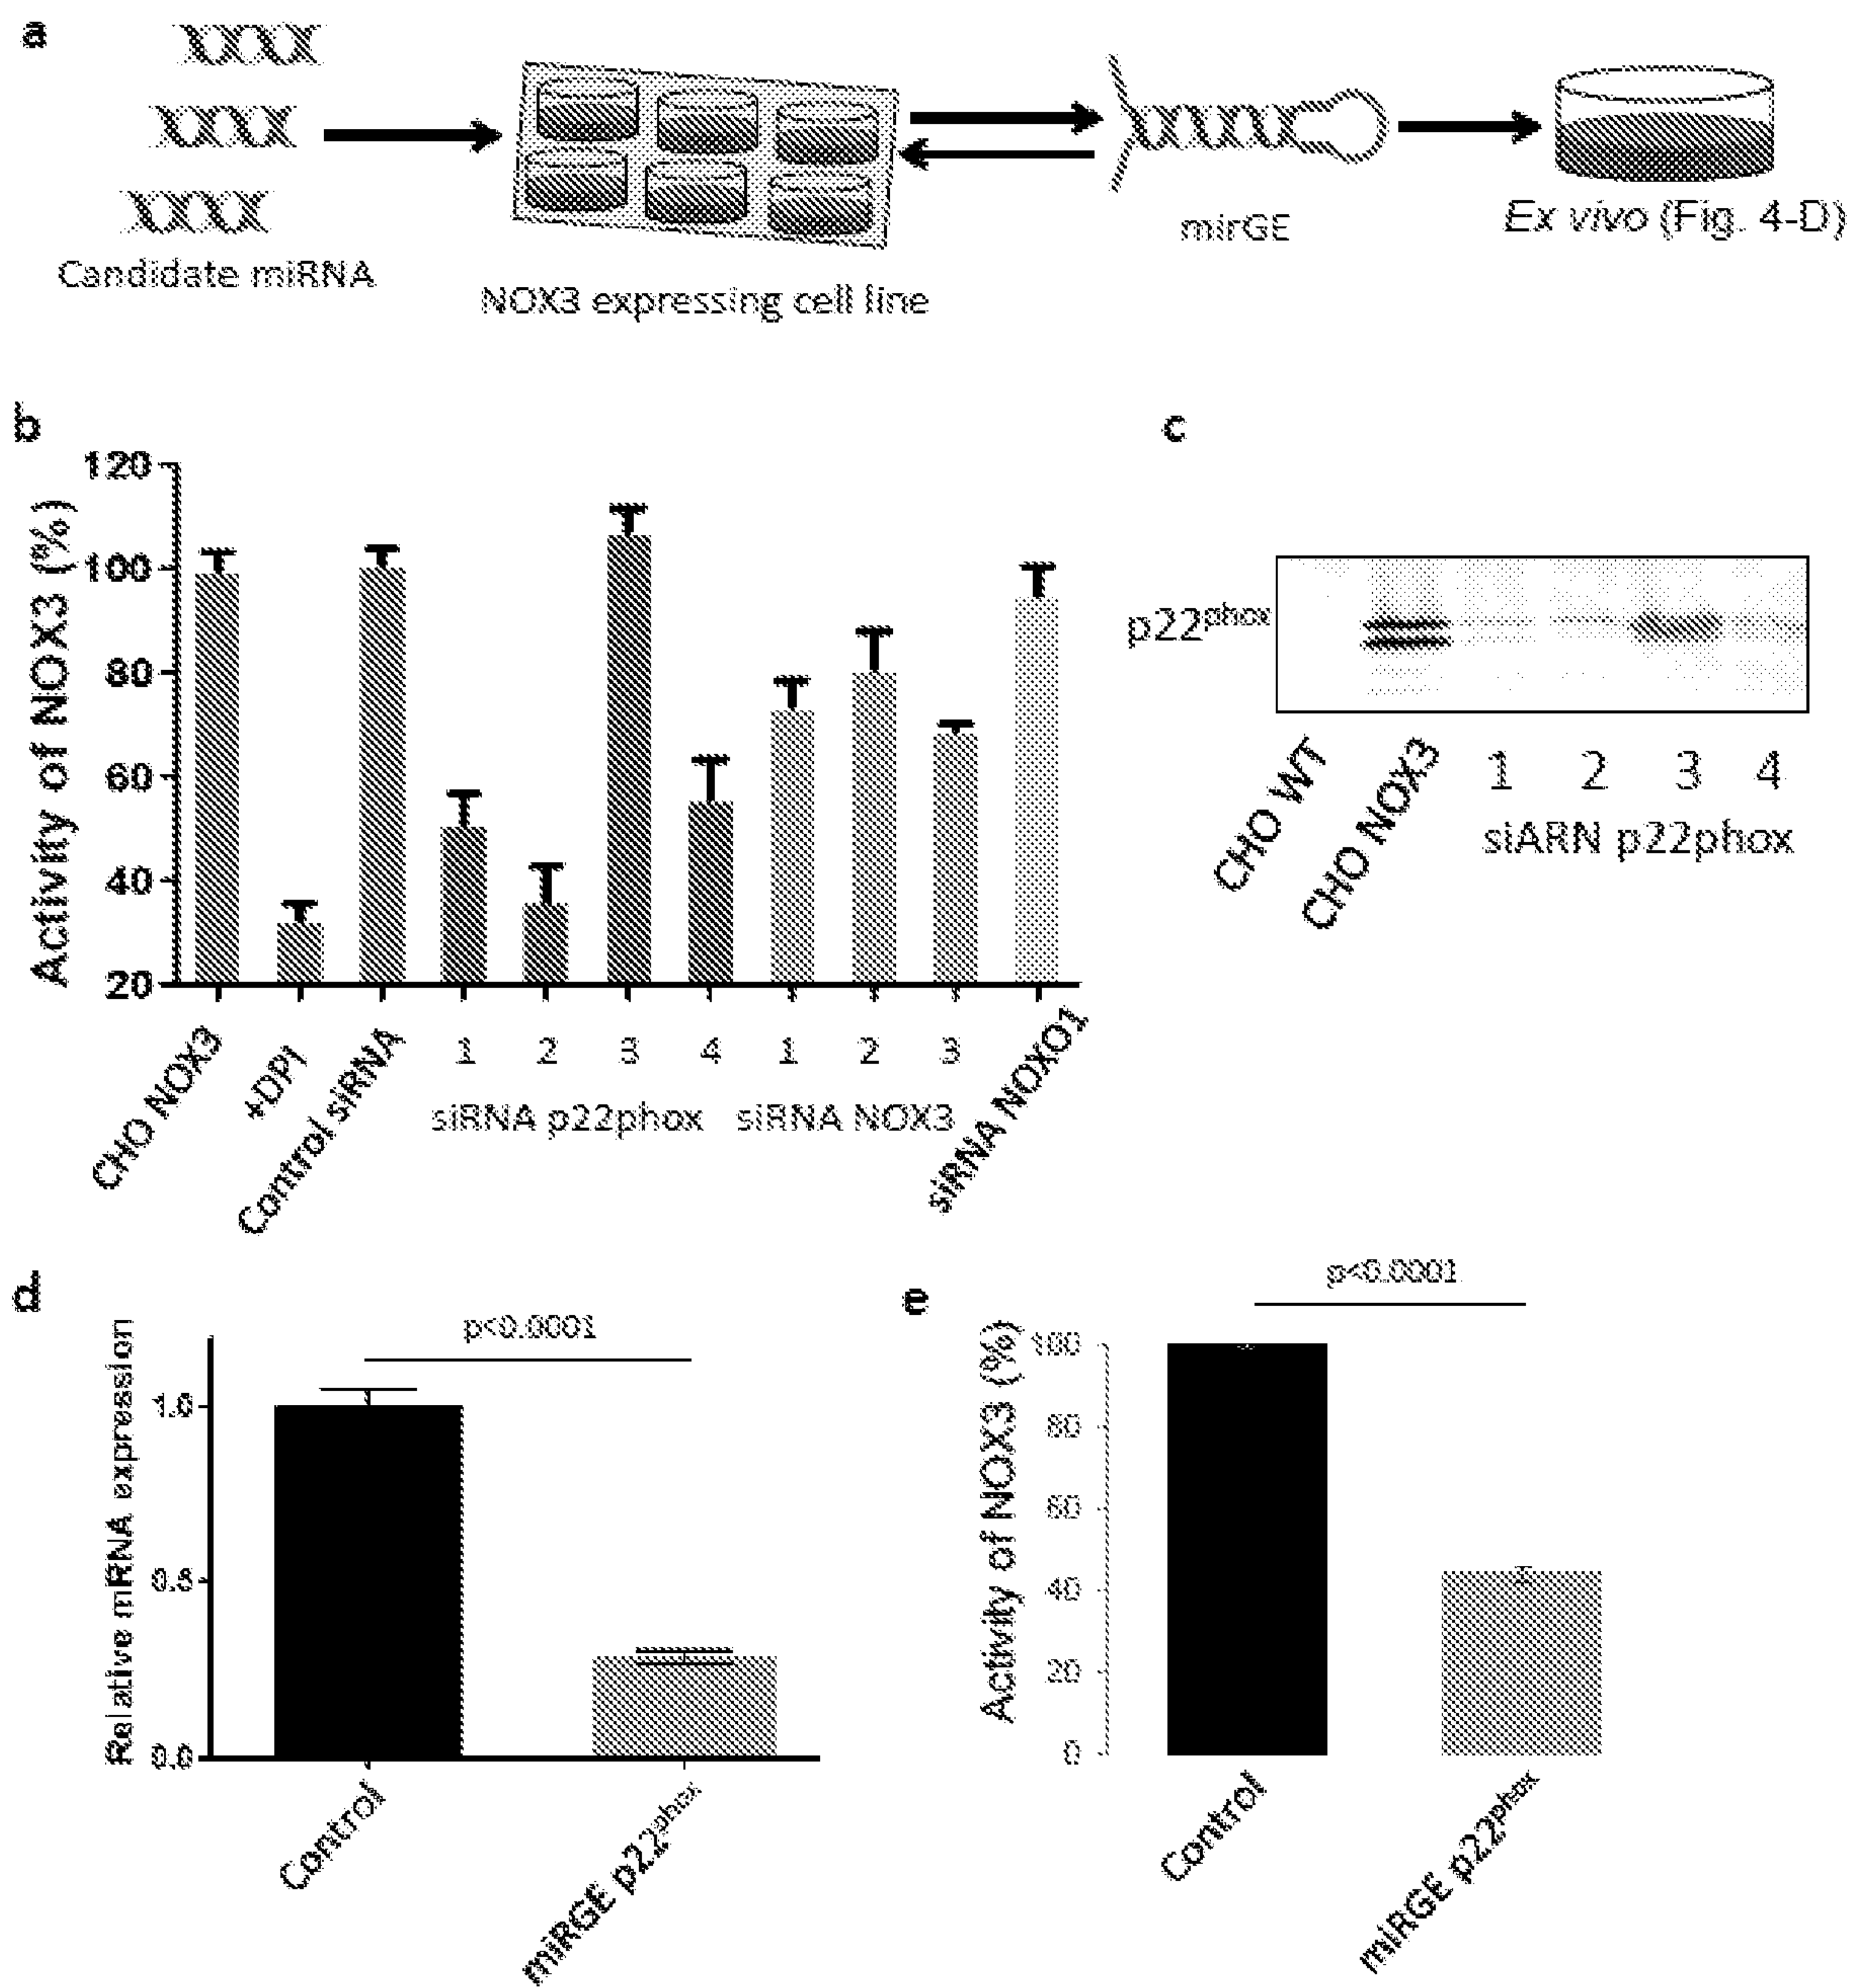 a
Candidate miRNA
NOX3 expressing cell line
mirGE
Ex vivo (Fig. 4-D)
b
Activity of NOX3 (%)
120
100
80
60
40
20
CHO NOX3
+DPI
Control siRNA
1
2
3
4
siRNA p22phox
1
2
3
siRNA NOX3
siRNA NOXO1
c
p22phox
CHO WT
CHO NOX3
1
2
3
4
siARN p22phox
d
Relative mRNA expression
p<0.0001
1.0
0.5
0.0
Control
miRGE p22phox
e
Activity of NOX3 (%)
p<0.0001
100
80
60
40
20
0
Control
miRGE p22phox